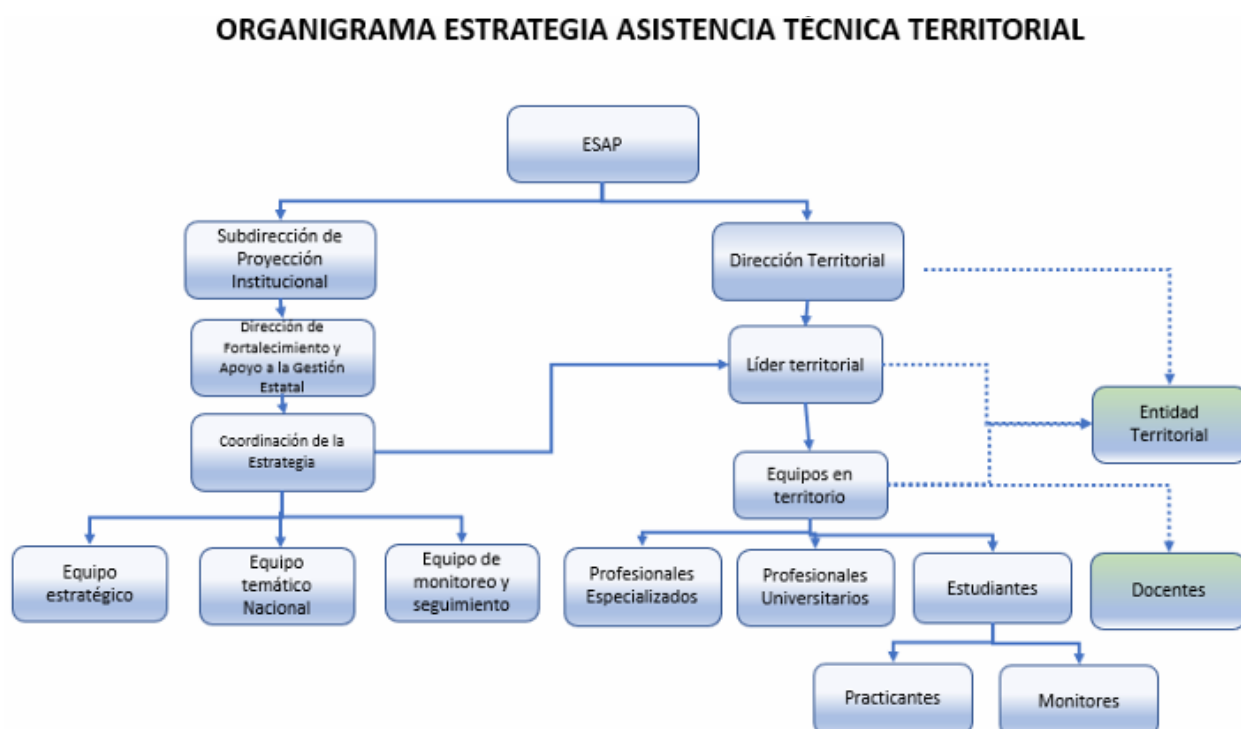 ORGANIGRAMA ESTRATEGIA ASISTENCIA TÉCNICA TERRITORIAL
ESAP
Subdirección de
Proyección
Institucional
Dirección Territorial
Dirección de
Fortalecimiento y
Apoyo a la Gestión
Estatal
Líder territorial
Entidad
Territorial
Coordinación de la
Estrategia
Equipos en
territorio
Equipo
estratégico
Equipo
temático
Nacional
Equipo de
monitoreo y
seguimiento
Profesionales
Especializados
Profesionales
Universitarios
Estudiantes
Docentes
Practicantes
Monitores